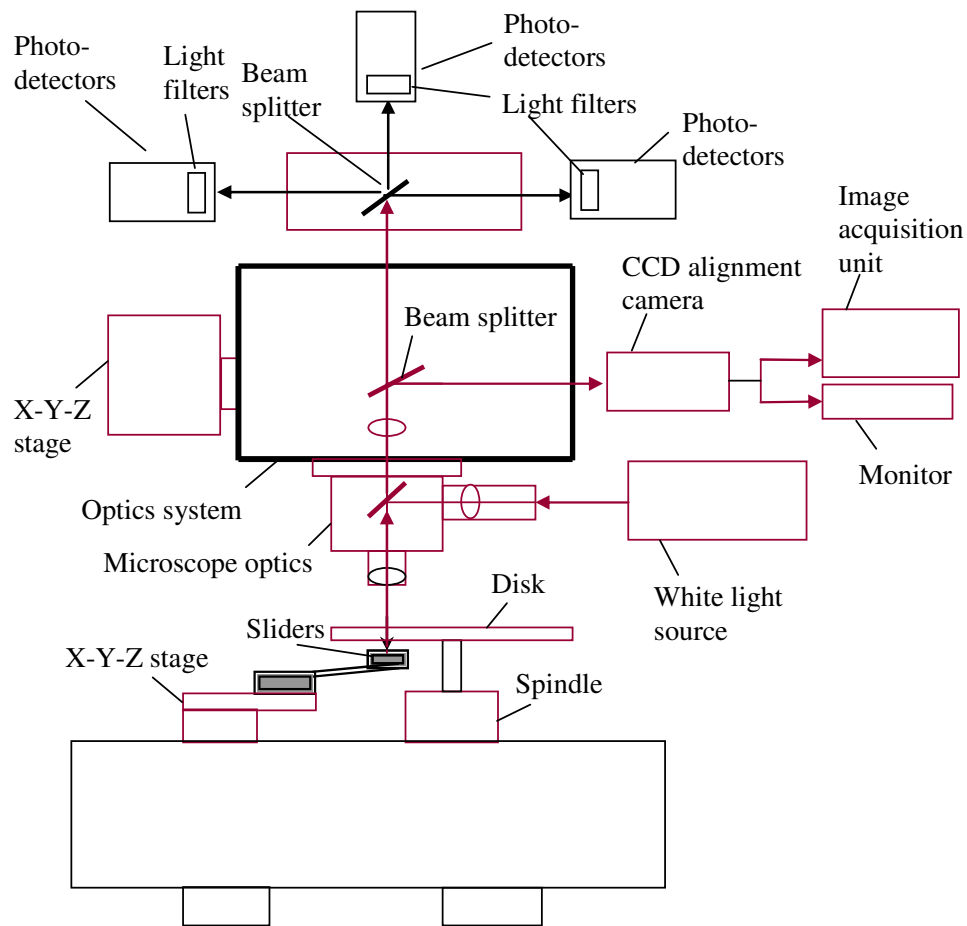 Photo-
detectors
Light
filters
Beam
splitter
Photo-
detectors
Light filters
Photo-
detectors
Image
acquisition
unit
CCD alignment
camera
Beam splitter
X-Y-Z
stage
Monitor
Optics system
Microscope optics
White light
source
Disk
Sliders
X-Y-Z stage
Spindle